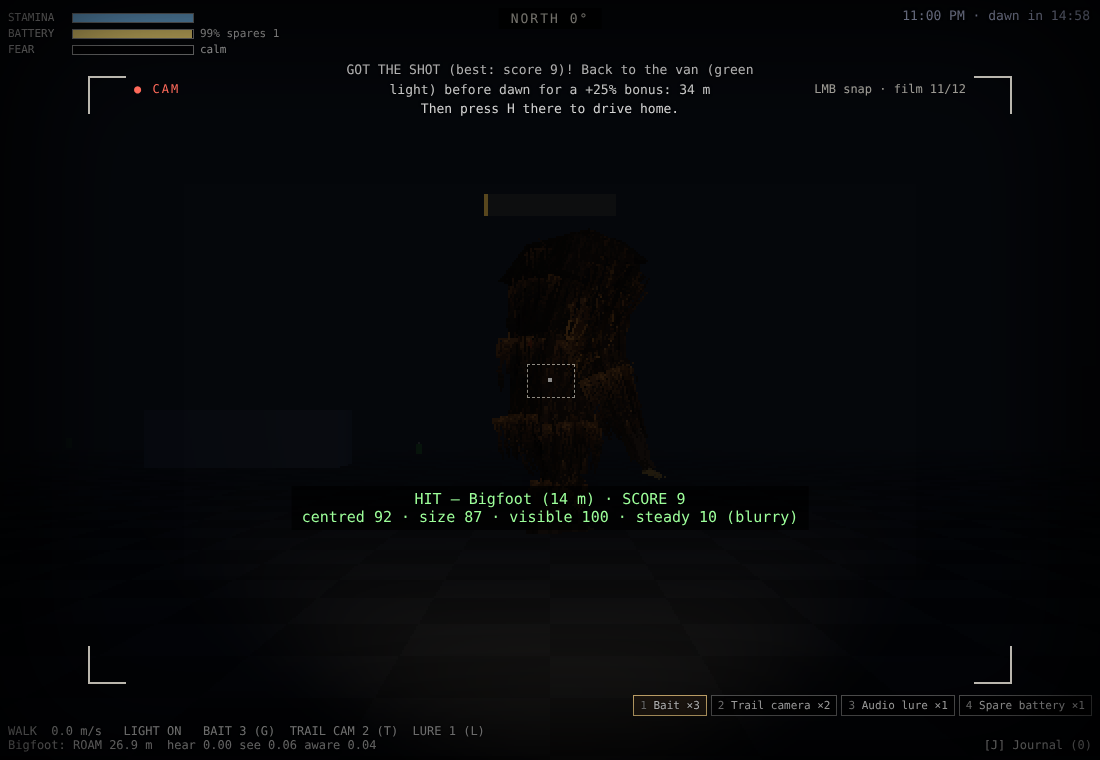 STAMINA
BATTERY 99% spares 1
FEAR calm
NORTH 0°
11:00 PM · dawn in 14:58
● CAM
GOT THE SHOT (best: score 9)! Back to the van (green
light) before dawn for a +25% bonus: 34 m
Then press H there to drive home.
LMB snap · film 11/12
HIT — Bigfoot (14 m) · SCORE 9
centred 92 · size 87 · visible 100 · steady 10 (blurry)
1 Bait ×3 2 Trail camera ×2 3 Audio lure ×1 4 Spare battery ×1
WALK 0.0 m/s LIGHT ON BAIT 3 (G) TRAIL CAM 2 (T) LURE 1 (L)
Bigfoot: ROAM 26.9 m hear 0.00 see 0.06 aware 0.04
[J] Journal (0)